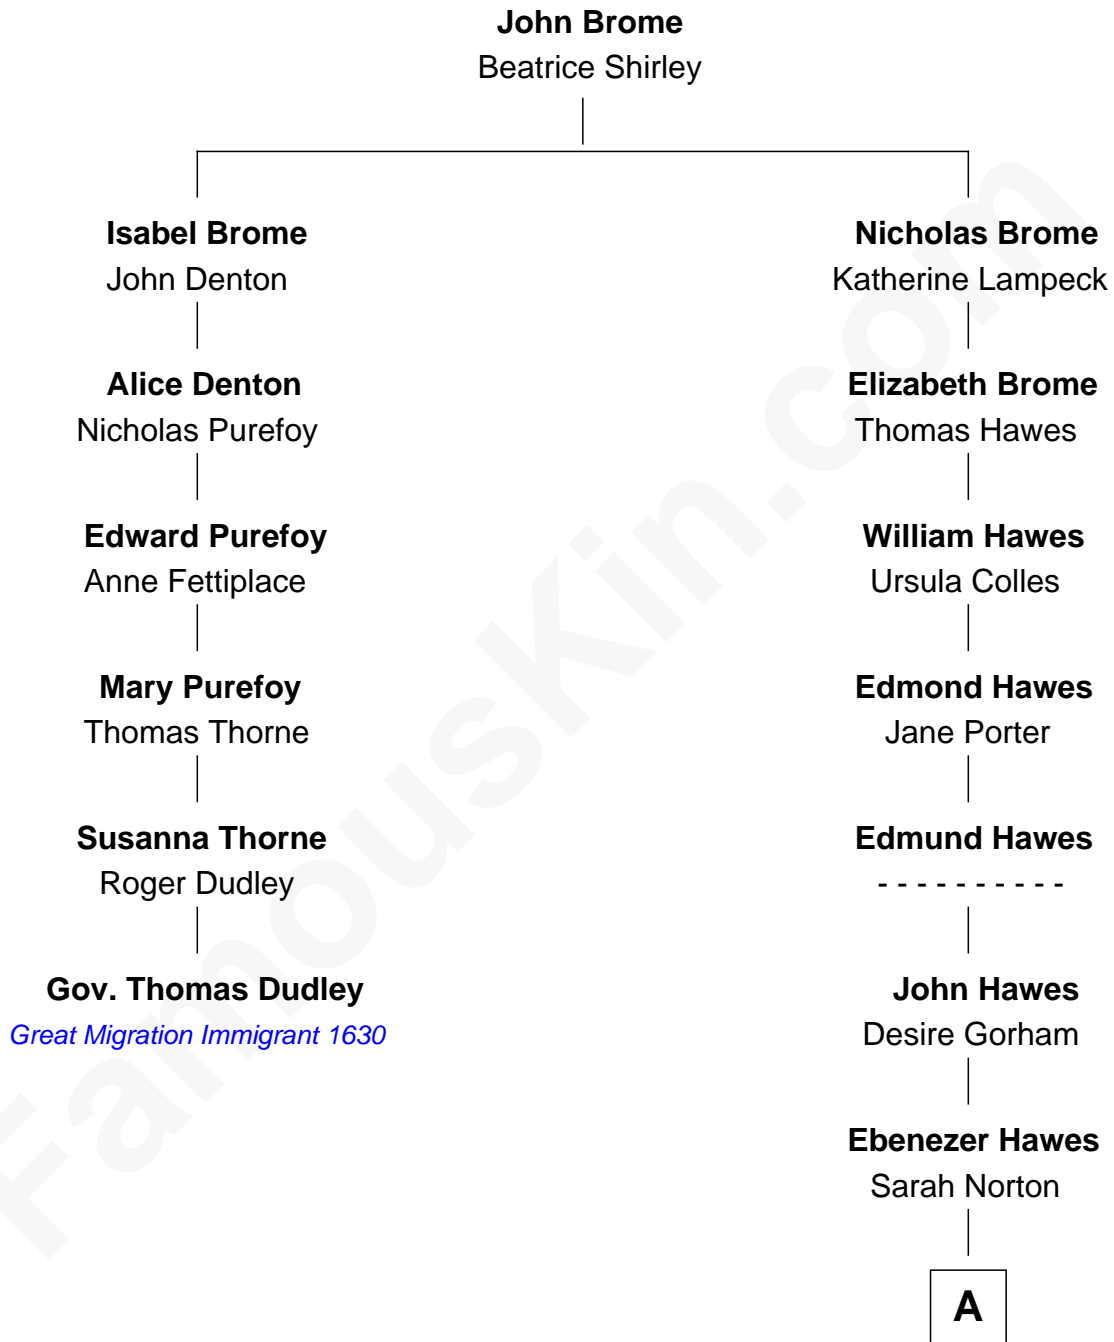 John Brome
Beatrice Shirley
Isabel Brome
John Denton
Alice Denton
Nicholas Purefoy
Edward Purefoy
Anne Fettiplace
Mary Purefoy
Thomas Thorne
Susanna Thorne
Roger Dudley
Gov. Thomas Dudley
Great Migration Immigrant 1630
Nicholas Brome
Katherine Lampeck
Elizabeth Brome
Thomas Hawes
William Hawes
Ursula Colles
Edmond Hawes
Jane Porter
Edmund Hawes
- - - - - - - - - -
John Hawes
Desire Gorham
Ebenezer Hawes
Sarah Norton
A
FamousKin.com